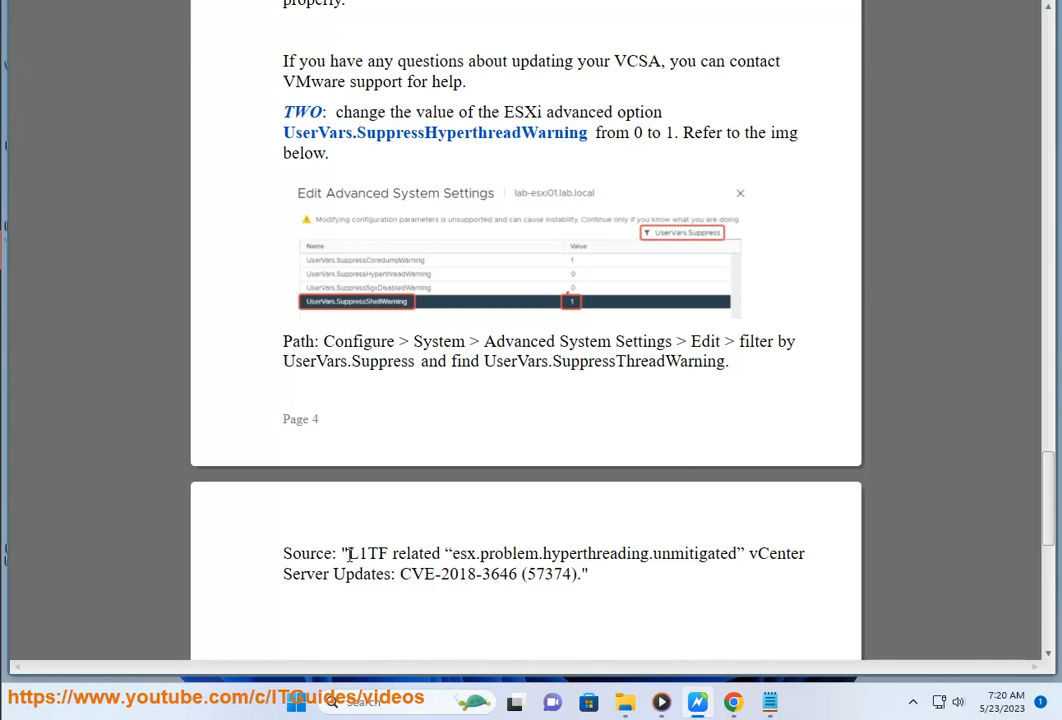 properly.
If you have any questions about updating your VCSA, you can contact
VMware support for help.
TWO: change the value of the ESXi advanced option
UserVars.SuppressHyperthreadWarning from 0 to 1. Refer to the img
below.
Edit Advanced System Settings | lab-esxi01.lab.local
Modifying configuration parameters is unsupported and can cause instability. Continue only if you know what you are doing
UserVars.Suppress
Name Value
UserVars.SuppressCoredumpWarning 1
UserVars.SuppressHyperthreadWarning 0
UserVars.SuppressSgxDisabledWarning 0
UserVars.SuppressShellWarning 1
Path: Configure > System > Advanced System Settings > Edit > filter by
UserVars.Suppress and find UserVars.SuppressThreadWarning.
Page 4
Source: "L1TF related “esx.problem.hyperthreading.unmitigated” vCenter
Server Updates: CVE-2018-3646 (57374)."
https://www.youtube.com/c/ITGuides/videos
Search
7:20 AM
5/23/2023
1